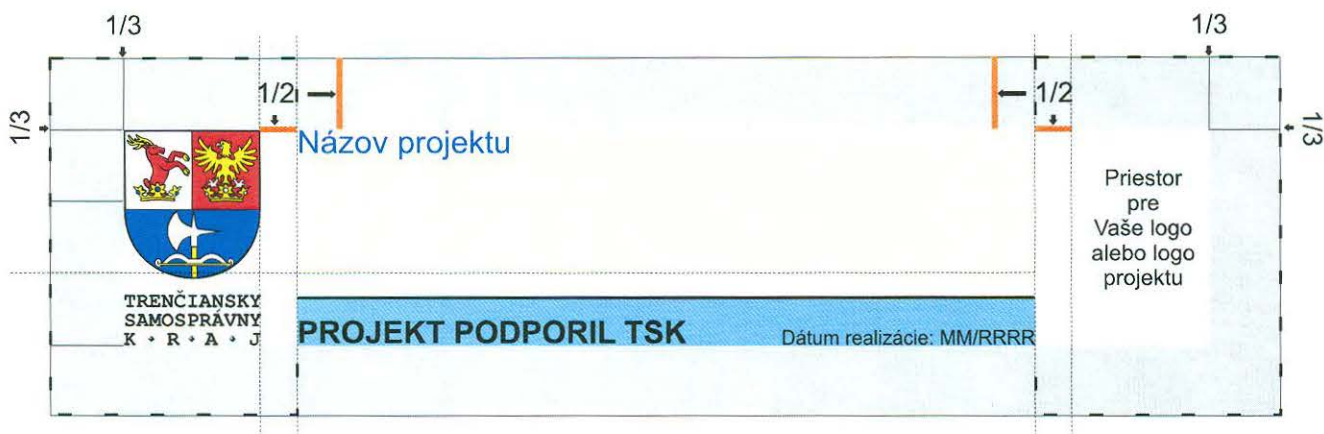 1/3
1/3
1/2
1/2
1/3
1/3
Názov projektu
Priestor
pre
Vaše logo
alebo logo
projektu
TRENČIANSKY
SAMOSPRÁVNY
K · R · A · J
PROJEKT PODPORIL TSK
Dátum realizácie: MM/RRRR